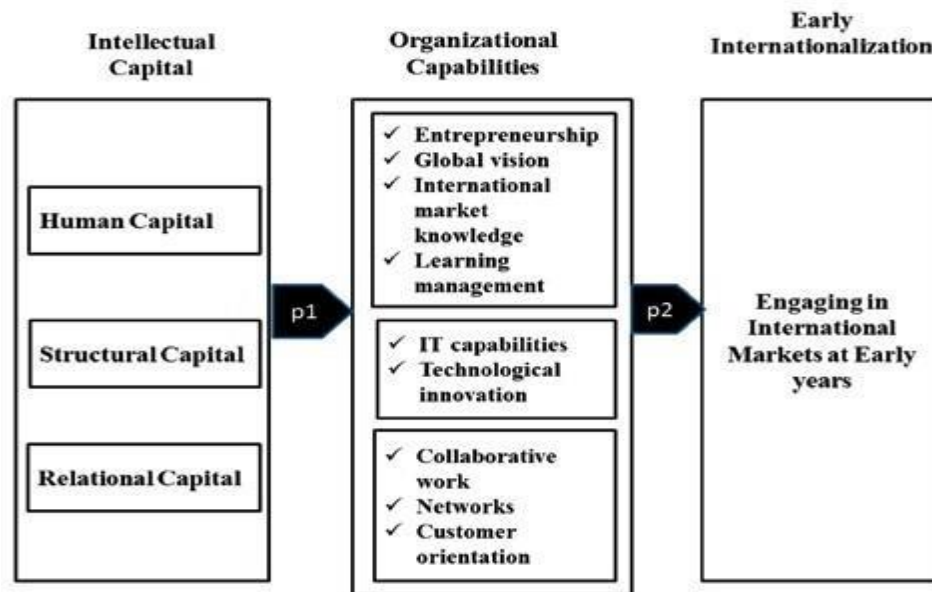 Intellectual
Capital
Human Capital
Structural Capital
Relational Capital
p1
Organizational
Capabilities
✓ Entrepreneurship
✓ Global vision
✓ International
market
knowledge
✓ Learning
management
✓ IT capabilities
✓ Technological
innovation
✓ Collaborative
work
✓ Networks
✓ Customer
orientation
p2
Early
Internationalization
Engaging in
International
Markets at Early
years